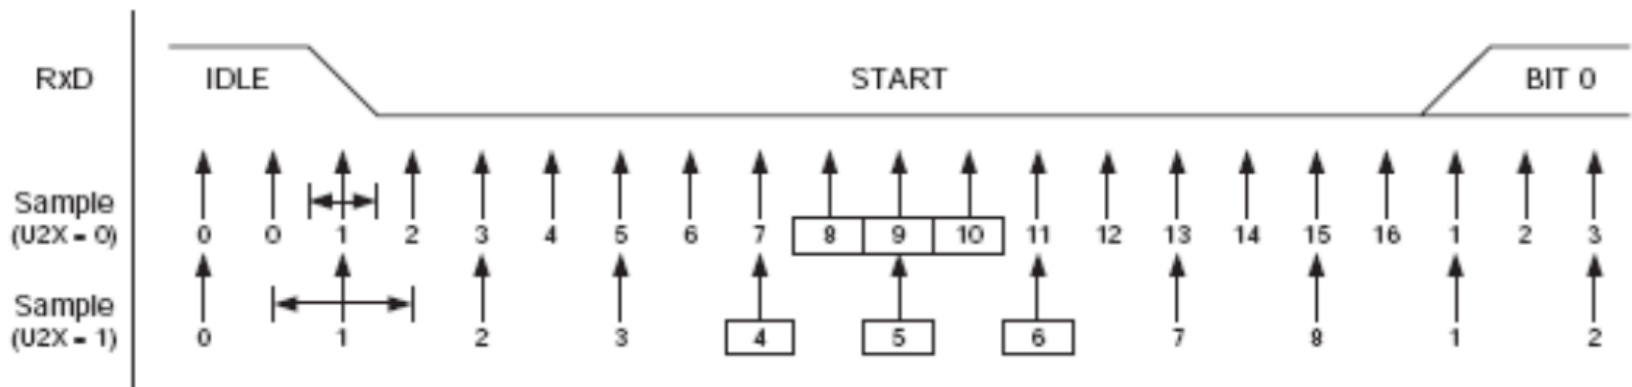 RxD IDLE START BIT 0
Sample
(U2X = 0) 0 0 1 2 3 4 5 6 7 8 9 10 11 12 13 14 15 16 1 2 3
Sample
(U2X = 1) 0 1 2 3 4 5 6 7 8 1 2